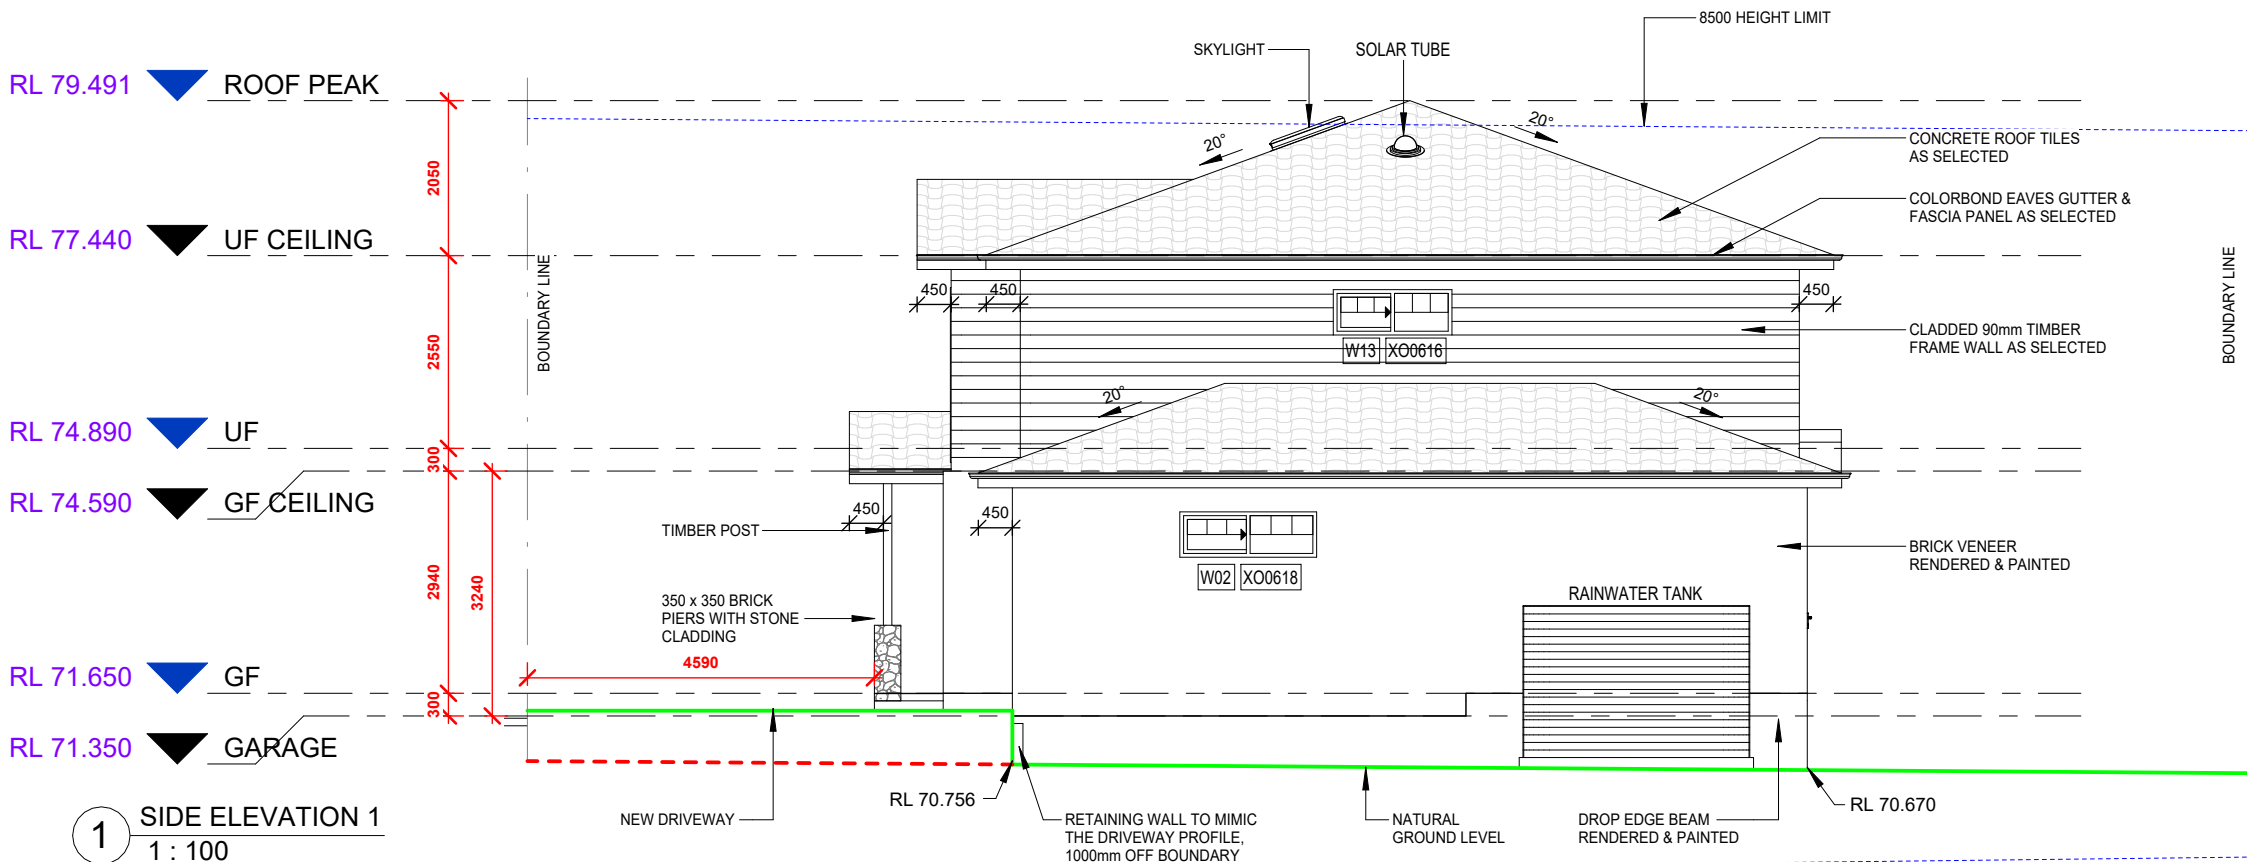 8500 HEIGHT LIMIT
SKYLIGHT
SOLAR TUBE
RL 79.491 ROOF PEAK
20°
20°
CONCRETE ROOF TILES
AS SELECTED
2050
COLORBOND EAVES GUTTER &
FASCIA PANEL AS SELECTED
RL 77.440 UF CEILING
BOUNDARY LINE
BOUNDARY LINE
450
450
450
2550
W13 XO0616
CLADDED 90mm TIMBER
FRAME WALL AS SELECTED
20°
20°
RL 74.890 UF
300
RL 74.590 GF CEILING
450
450
TIMBER POST
BRICK VENEER
RENDERED & PAINTED
2940
3240
W02 XO0618
350 x 350 BRICK
PIERS WITH STONE
CLADDING
RAINWATER TANK
4590
RL 71.650 GF
300
RL 71.350 GARAGE
RL 70.756
RL 70.670
NEW DRIVEWAY
RETAINING WALL TO MIMIC
THE DRIVEWAY PROFILE,
1000mm OFF BOUNDARY
NATURAL
GROUND LEVEL
DROP EDGE BEAM
RENDERED & PAINTED
1 SIDE ELEVATION 1
1 : 100